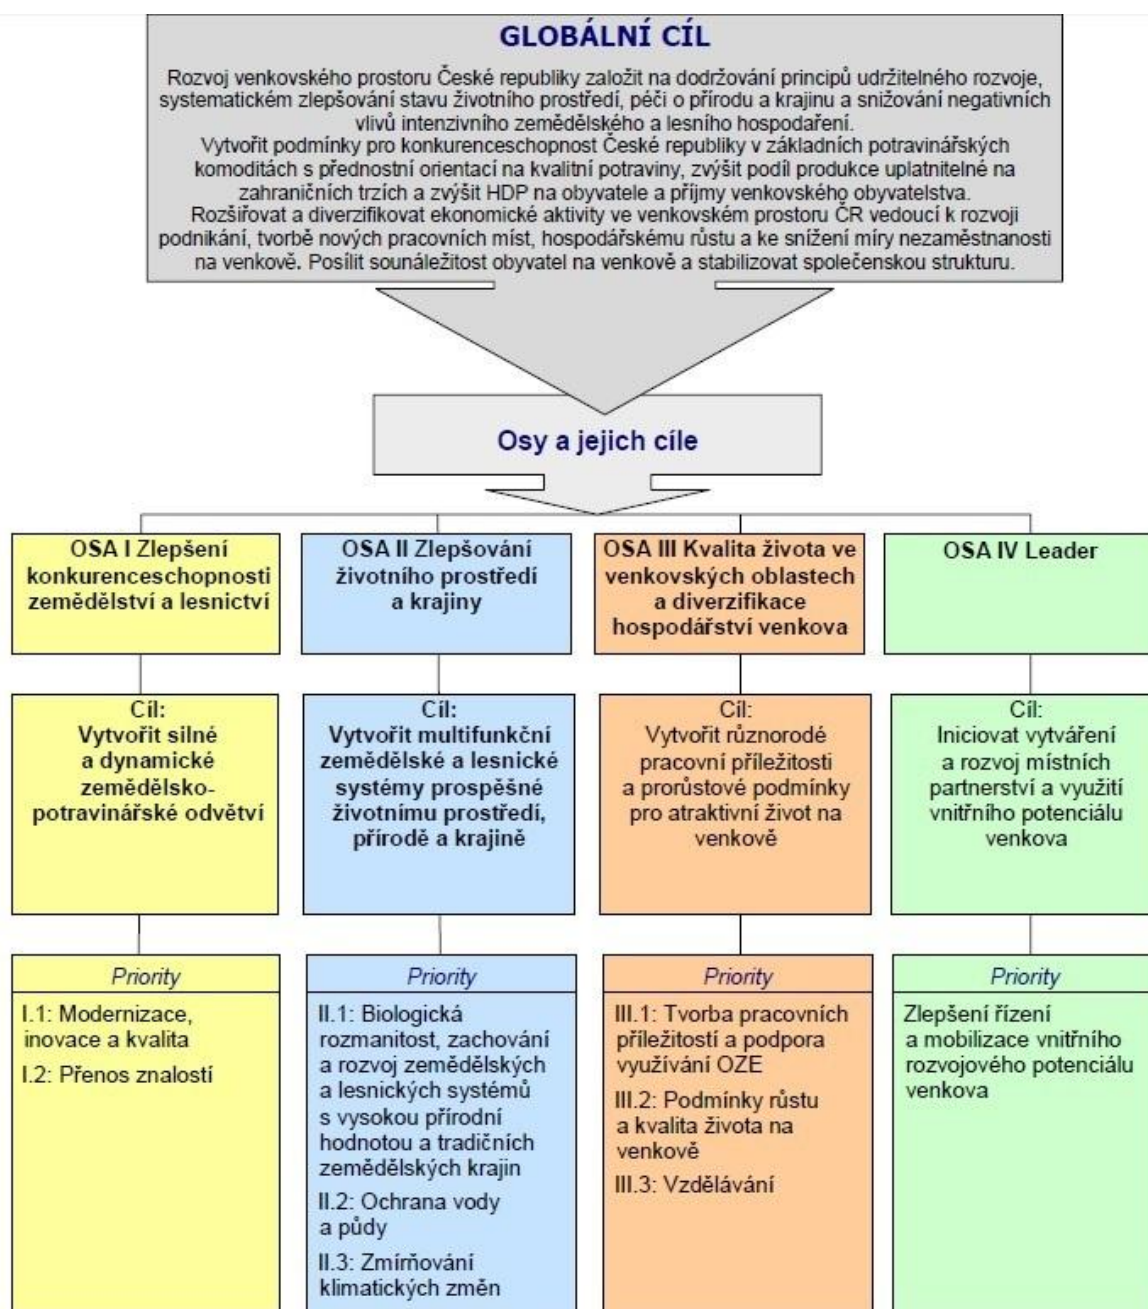 GLOBÁLNÍ CÍL
Rozvoj venkovského prostoru České republiky založit na dodržování principů udržitelného rozvoje,
systematickém zlepšování stavu životního prostředí, péči o přírodu a krajinu a snižování negativních
vlivů intenzivního zemědělského a lesního hospodaření.
Vytvořit podmínky pro konkurenceschopnost České republiky v základních potravinářských
komoditách s přednostní orientací na kvalitní potraviny, zvýšit podíl produkce uplatnitelné na
zahraničních trzích a zvýšit HDP na obyvatele a příjmy venkovského obyvatelstva.
Rozšiřovat a diverzifikovat ekonomické aktivity ve venkovském prostoru ČR vedoucí k rozvoji
podnikání, tvorbě nových pracovních míst, hospodářskému růstu a ke snížení míry nezaměstnanosti
na venkově. Posílit sounáležitost obyvatel na venkově a stabilizovat společenskou strukturu.
Osy a jejich cíle
OSA I Zlepšení
konkurenceschopnosti
zemědělství a lesnictví
OSA II Zlepšování
životního prostředí
a krajiny
OSA III Kvalita života ve
venkovských oblastech
a diverzifikace
hospodářství venkova
OSA IV Leader
Cíl:
Vytvořit silné
a dynamické
zemědělsko-
potravinářské odvětví
Cíl:
Vytvořit multifunkční
zemědělské a lesnické
systémy prospěšné
životnímu prostředí,
přírodě a krajině
Cíl:
Vytvořit různorodé
pracovní příležitosti
a prorůstové podmínky
pro atraktivní život na
venkově
Cíl:
Iniciovat vytváření
a rozvoj místních
partnerství a využití
vnitřního potenciálu
venkova
Priority
I.1: Modernizace,
inovace a kvalita
I.2: Přenos znalostí
Priority
II.1: Biologická
rozmanitost, zachování
a rozvoj zemědělských
a lesnických systémů
s vysokou přírodní
hodnotou a tradičních
zemědělských krajin
II.2: Ochrana vody
a půdy
II.3: Zmírňování
klimatických změn
Priority
III.1: Tvorba pracovních
příležitostí a podpora
využívání OZE
III.2: Podmínky růstu
a kvalita života na
venkově
III.3: Vzdělávání
Priority
Zlepšení řízení
a mobilizace vnitřního
rozvojového potenciálu
venkova